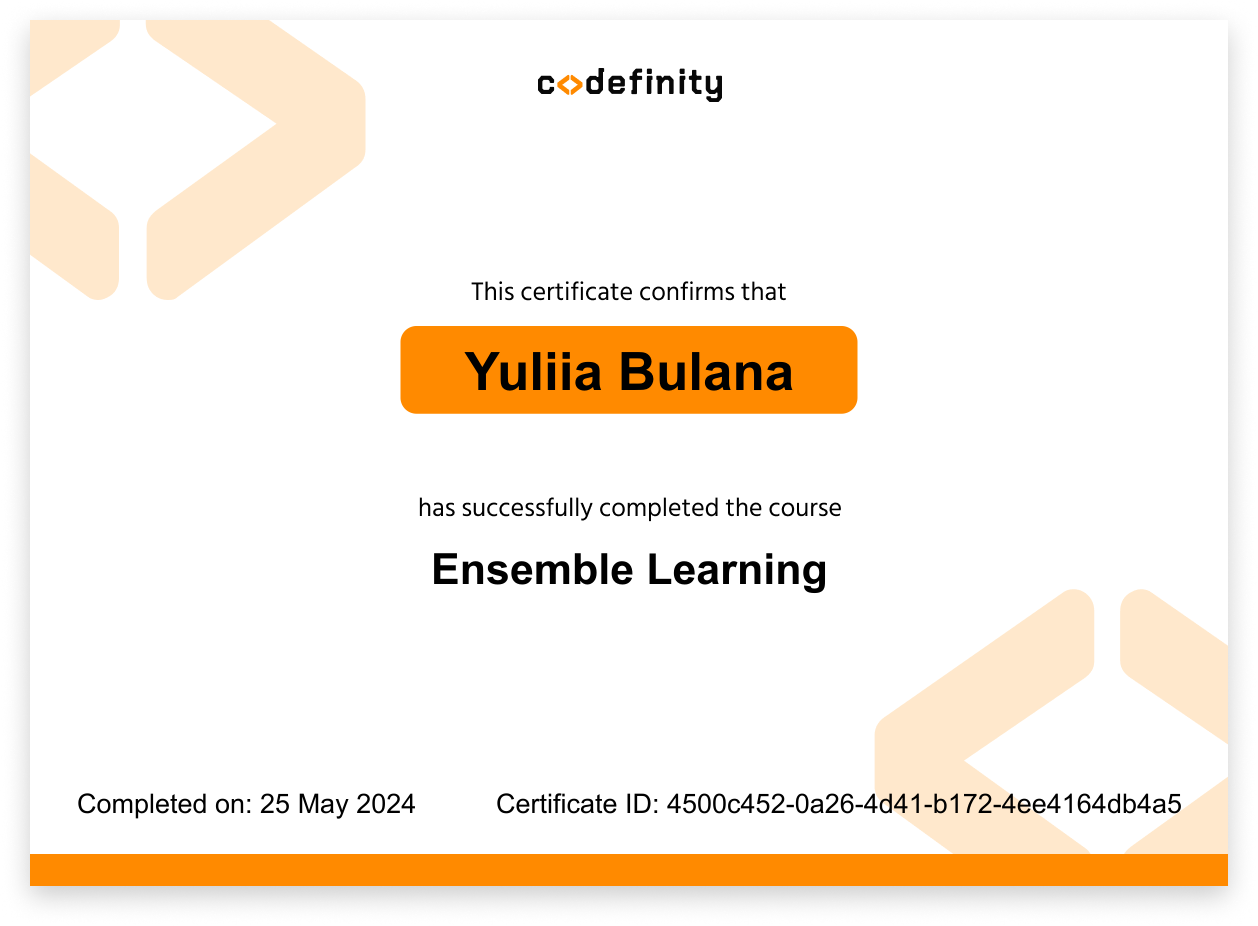 codefinity
This certificate confirms that
Yuliia Bulana
has successfully completed the course
Ensemble Learning
Completed on: 25 May 2024
Certificate ID: 4500c452-0a26-4d41-b172-4ee4164db4a5